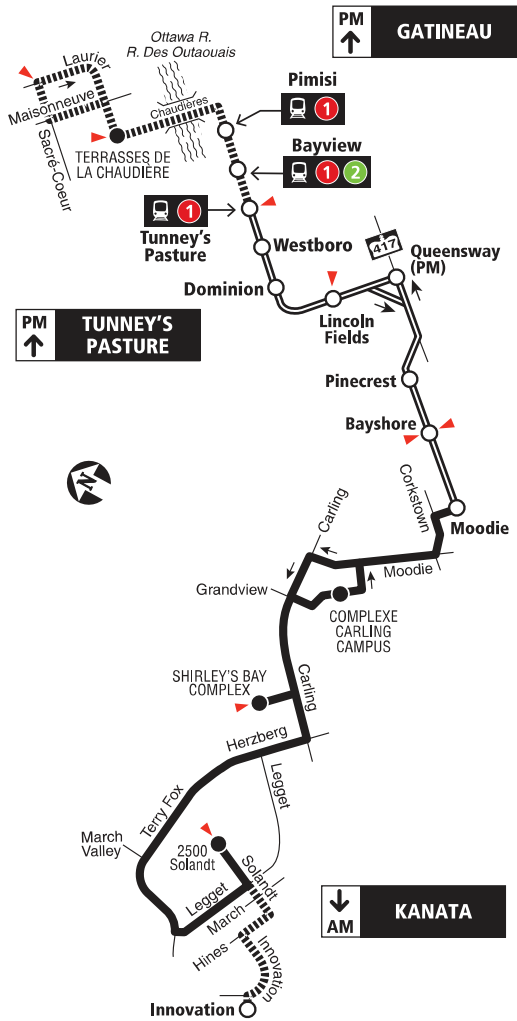 PM
GATINEAU
Ottawa R.
R. Des Outaouais
Laurier
Maisonneuve
Sacré-Coeur
Chaudières
TERRASSES DE
LA CHAUDIÈRE
Pimisi
1
Bayview
1 2
1
Tunney's
Pasture
Westboro
Dominion
417
Queensway
(PM)
Lincoln
Fields
PM
TUNNEY'S
PASTURE
Pinecrest
Bayshore
N
Corkstown
Moodie
Carling
Moodie
Grandview
COMPLEXE
CARLING
CAMPUS
SHIRLEY'S BAY
COMPLEX
Carling
Herzberg
Legget
Terry Fox
March
Valley
2500
Solandt
Solandt
Legget
March
Hines
Innovation
Innovation
AM
KANATA